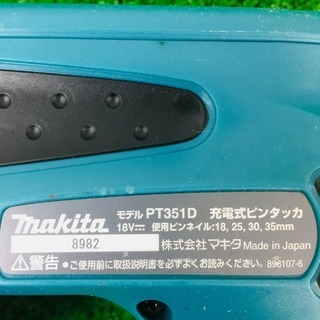 makita モデル PT351D 充電式ピンタッカ
18V⎓ 使用ピンネイル:18, 25, 30, 35mm
8982 株式会社マキタ Made in Japan
⚠警告 ●ご使用前に取扱説明書を必ずよくお読みください。 896107-6